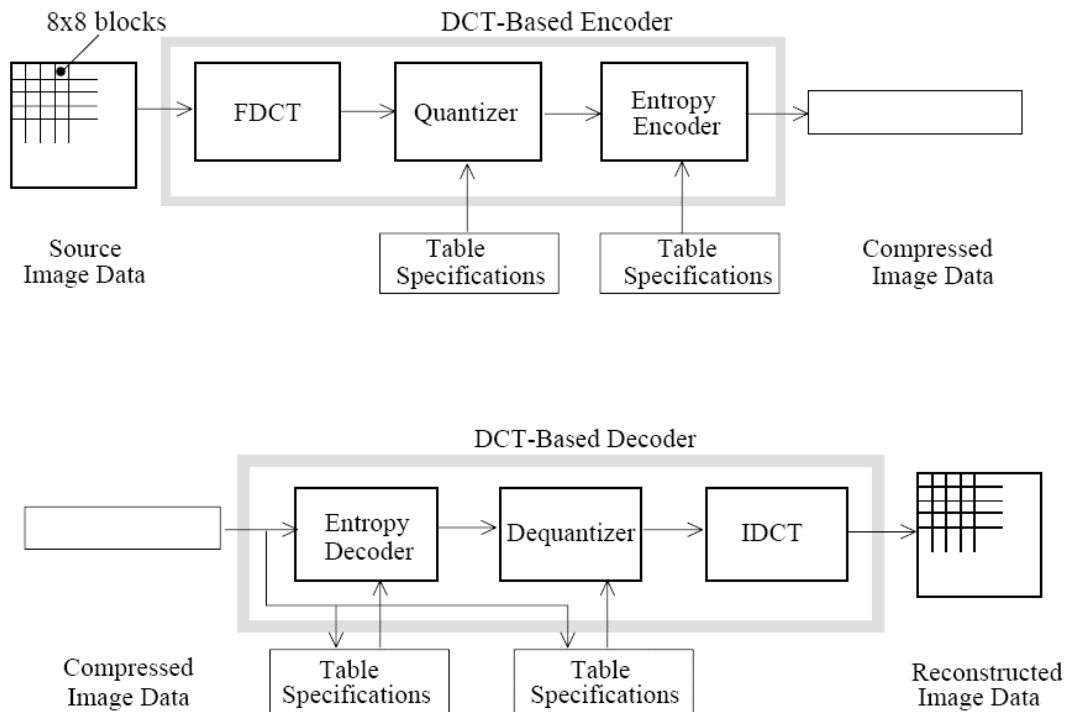 8x8 blocks
DCT-Based Encoder
FDCT
Quantizer
Entropy
Encoder
Table
Specifications
Table
Specifications
Source
Image Data
Compressed
Image Data
DCT-Based Decoder
Entropy
Decoder
Dequantizer
IDCT
Table
Specifications
Table
Specifications
Compressed
Image Data
Reconstructed
Image Data